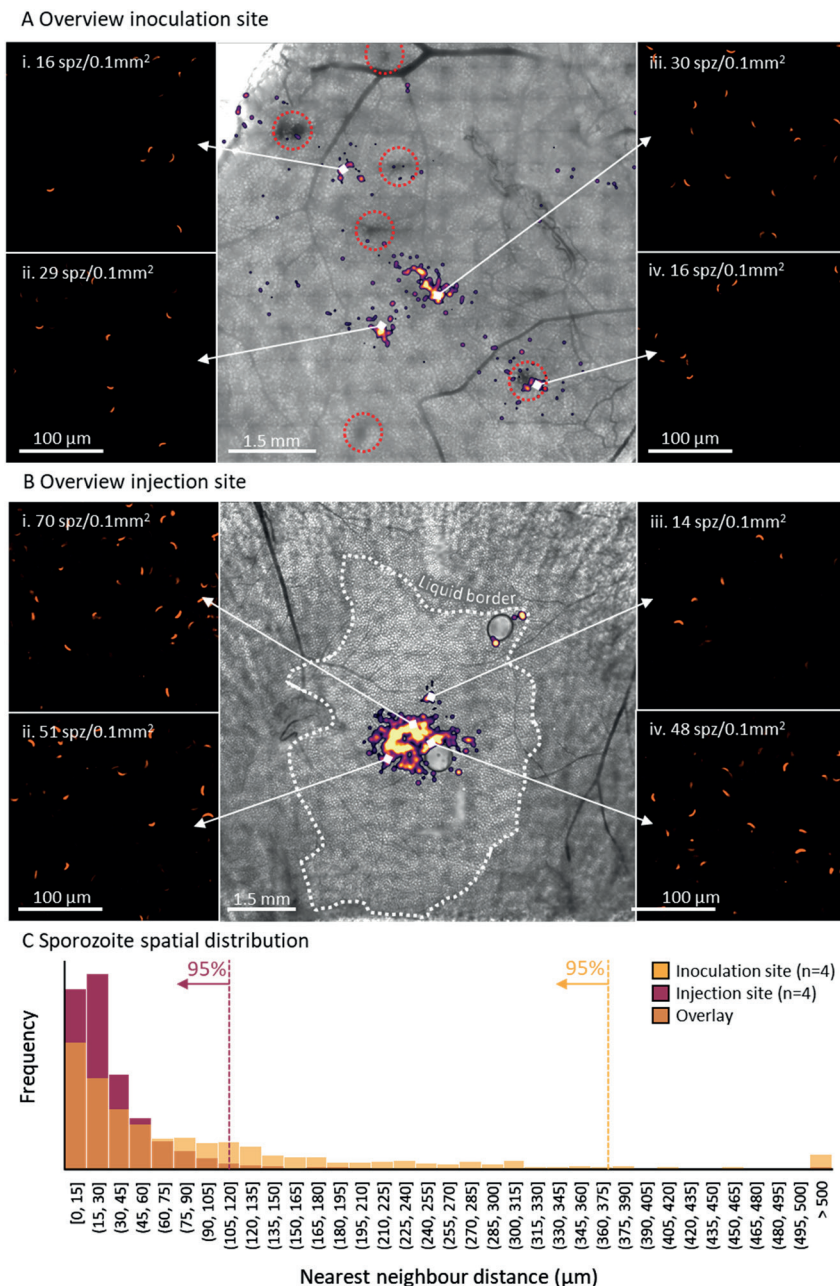 A Overview inoculation site
i. 16 spz/0.1mm²
iii. 30 spz/0.1mm²
ii. 29 spz/0.1mm²
iv. 16 spz/0.1mm²
100 µm
1.5 mm
100 µm
B Overview injection site
i. 70 spz/0.1mm²
iii. 14 spz/0.1mm²
Liquid border
ii. 51 spz/0.1mm²
iv. 48 spz/0.1mm²
100 µm
1.5 mm
100 µm
C Sporozoite spatial distribution
95%
95%
Inoculation site (n=4)
Injection site (n=4)
Overlay
Frequency
[0, 15]
(15, 30]
(30, 45]
(45, 60]
(60, 75]
(75, 90]
(90, 105]
(105, 120]
(120, 135]
(135, 150]
(150, 165]
(165, 180]
(180, 195]
(195, 210]
(210, 225]
(225, 240]
(240, 255]
(255, 270]
(270, 285]
(285, 300]
(300, 315]
(315, 330]
(330, 345]
(345, 360]
(360, 375]
(375, 390]
(390, 405]
(405, 420]
(420, 435]
(435, 450]
(450, 465]
(465, 480]
(480, 495]
(495, 500]
> 500
Nearest neighbour distance (µm)